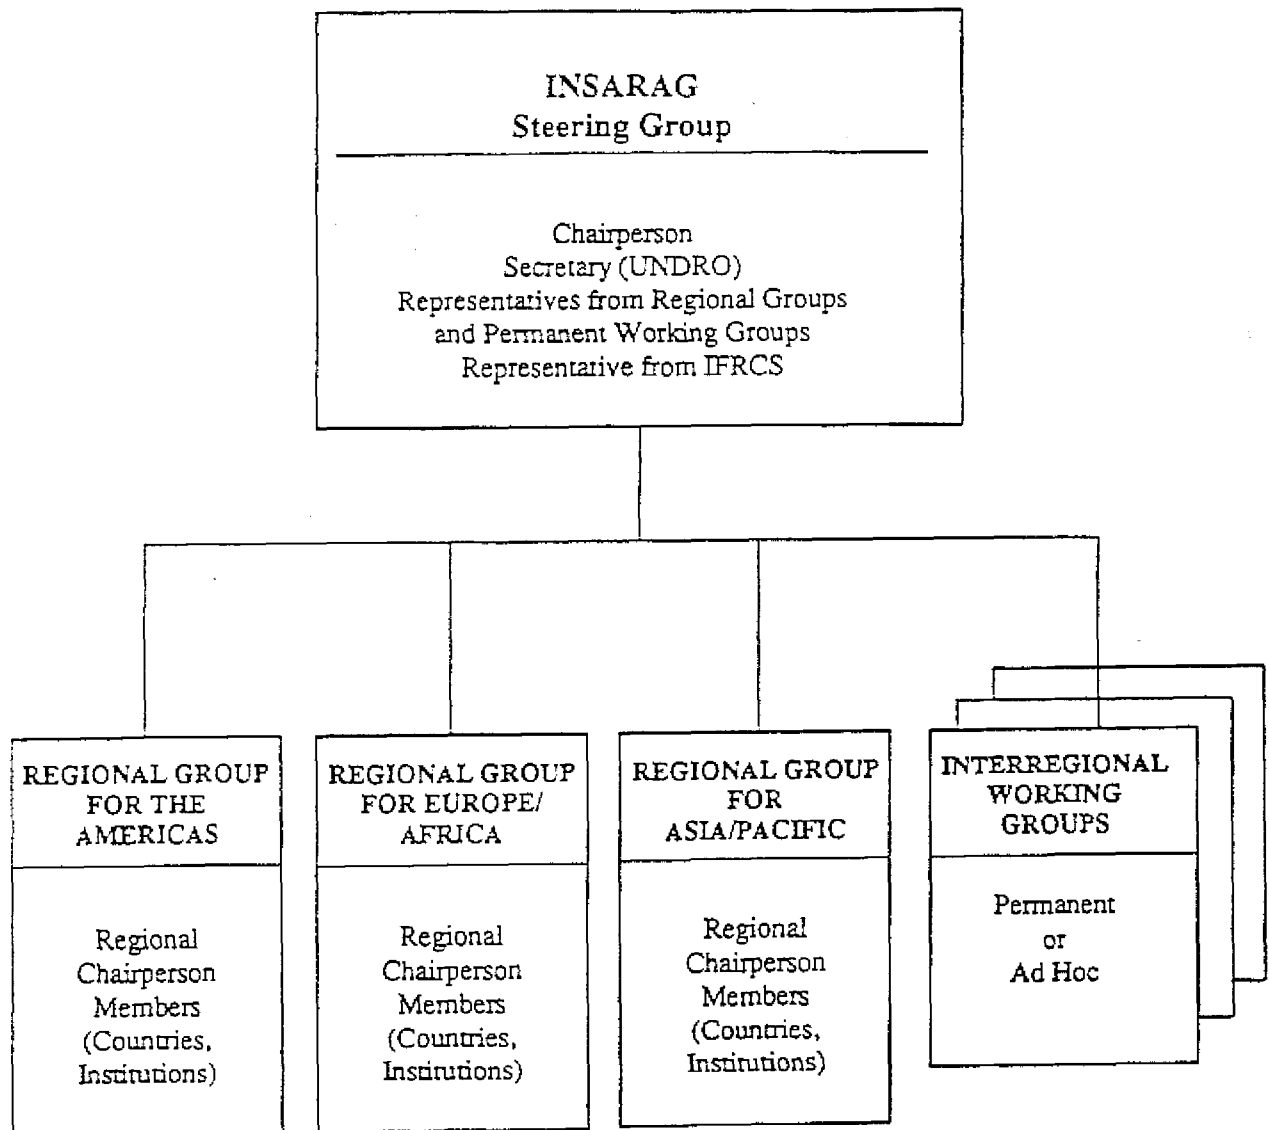 INSARAG
Steering Group
Chairperson
Secretary (UNDRO)
Representatives from Regional Groups
and Permanent Working Groups
Representative from IFRCS
REGIONAL GROUP
FOR THE
AMERICAS
Regional
Chairperson
Members
(Countries,
Institutions)
REGIONAL GROUP
FOR EUROPE/
AFRICA
Regional
Chairperson
Members
(Countries,
Institutions)
REGIONAL GROUP
FOR
ASIA/PACIFIC
Regional
Chairperson
Members
(Countries,
Institutions)
INTERREGIONAL
WORKING
GROUPS
Permanent
or
Ad Hoc